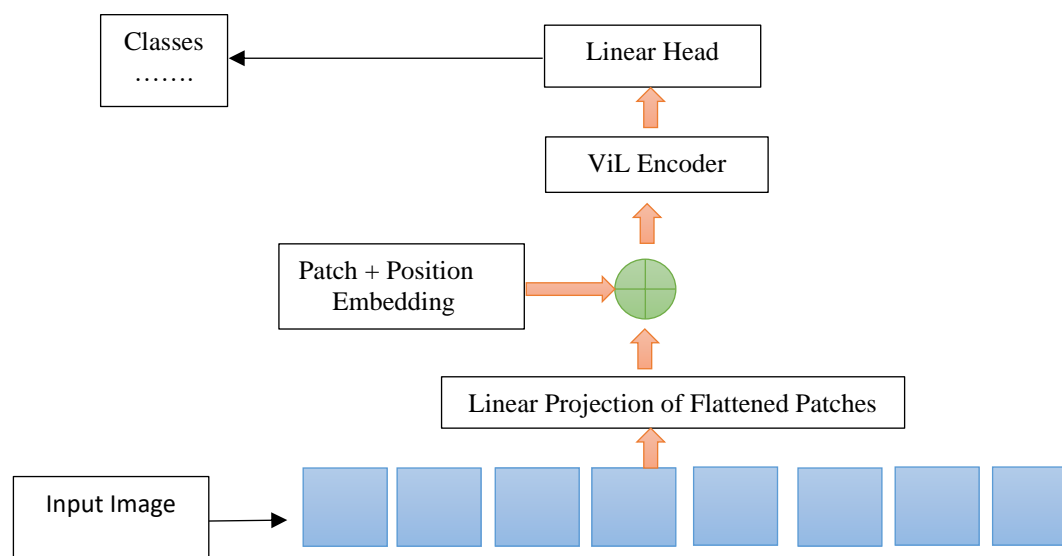 Classes
…….
Linear Head
ViL Encoder
Patch + Position
Embedding
Linear Projection of Flattened Patches
Input Image